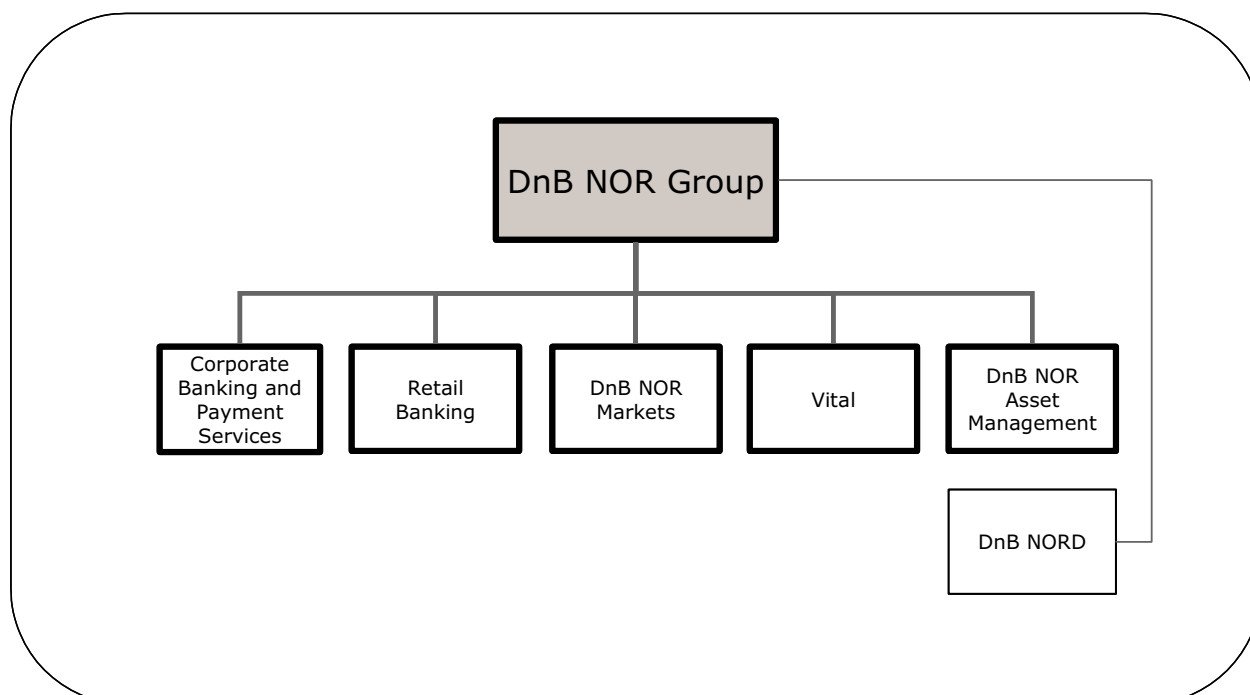 DnB NOR Group
Corporate
Banking and
Payment
Services
Retail
Banking
DnB NOR
Markets
Vital
DnB NOR
Asset
Management
DnB NORD